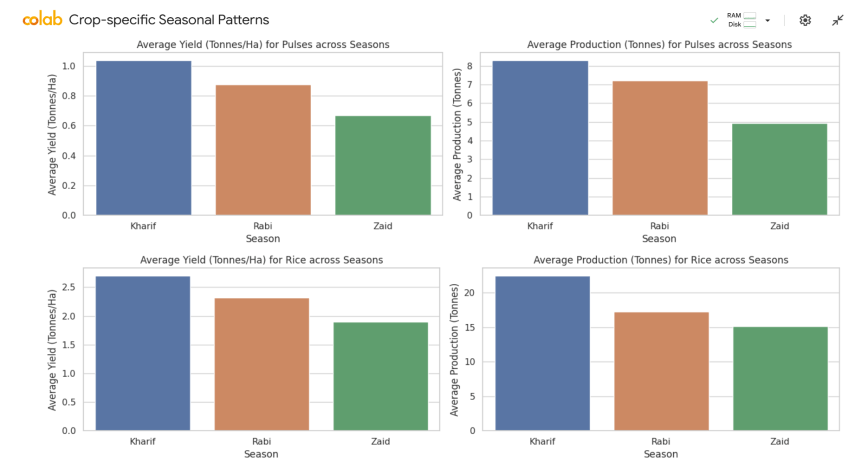 colab Crop-specific Seasonal Patterns
RAM
Disk
Average Yield (Tonnes/Ha) for Pulses across Seasons
Average Yield (Tonnes/Ha)
1.0
0.8
0.6
0.4
0.2
0.0
Kharif Rabi Zaid
Season
Average Production (Tonnes) for Pulses across Seasons
Average Production (Tonnes)
8
7
6
5
4
3
2
1
0
Kharif Rabi Zaid
Season
Average Yield (Tonnes/Ha) for Rice across Seasons
Average Yield (Tonnes/Ha)
2.5
2.0
1.5
1.0
0.5
0.0
Kharif Rabi Zaid
Season
Average Production (Tonnes) for Rice across Seasons
Average Production (Tonnes)
20
15
10
5
0
Kharif Rabi Zaid
Season